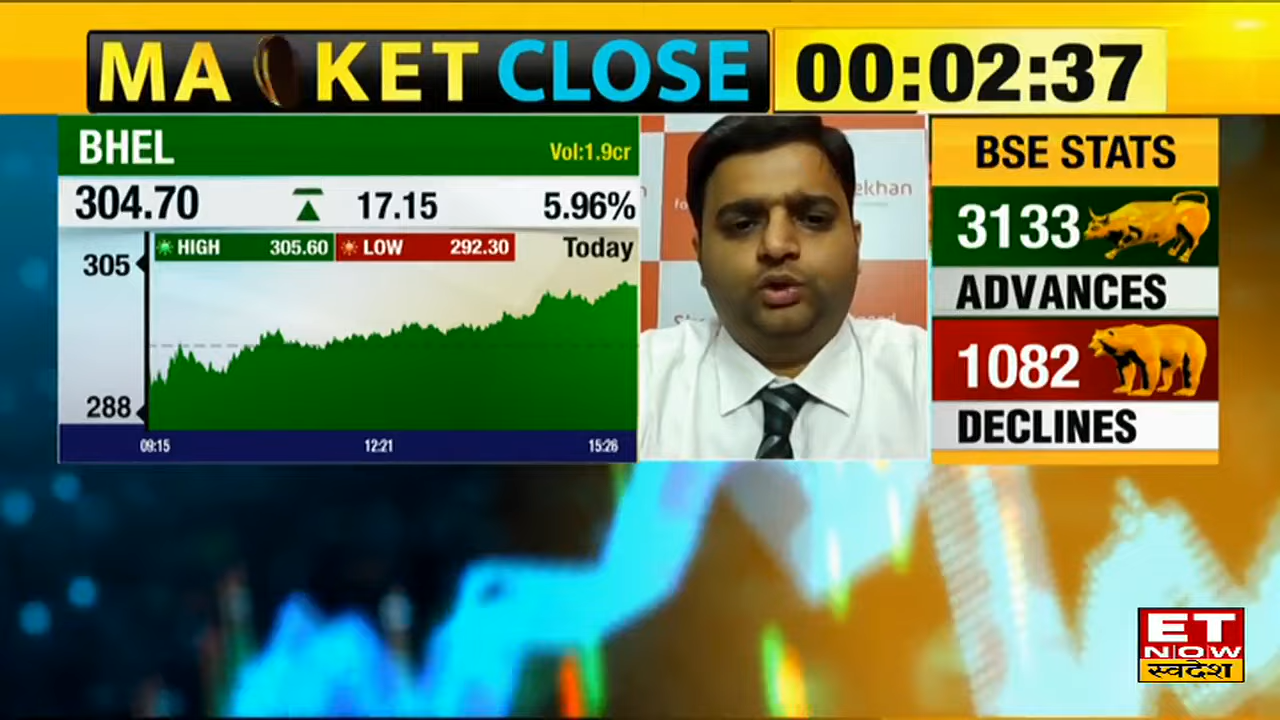 MARKET CLOSE
00:02:37
BHEL
Vol:1.9cr
304.70 17.15 5.96%
HIGH 305.60 LOW 292.30 Today
305
288
09:15 12:21 15:26
ekhan
BSE STATS
3133
ADVANCES
1082
DECLINES
ET
NOW
स्वदेश